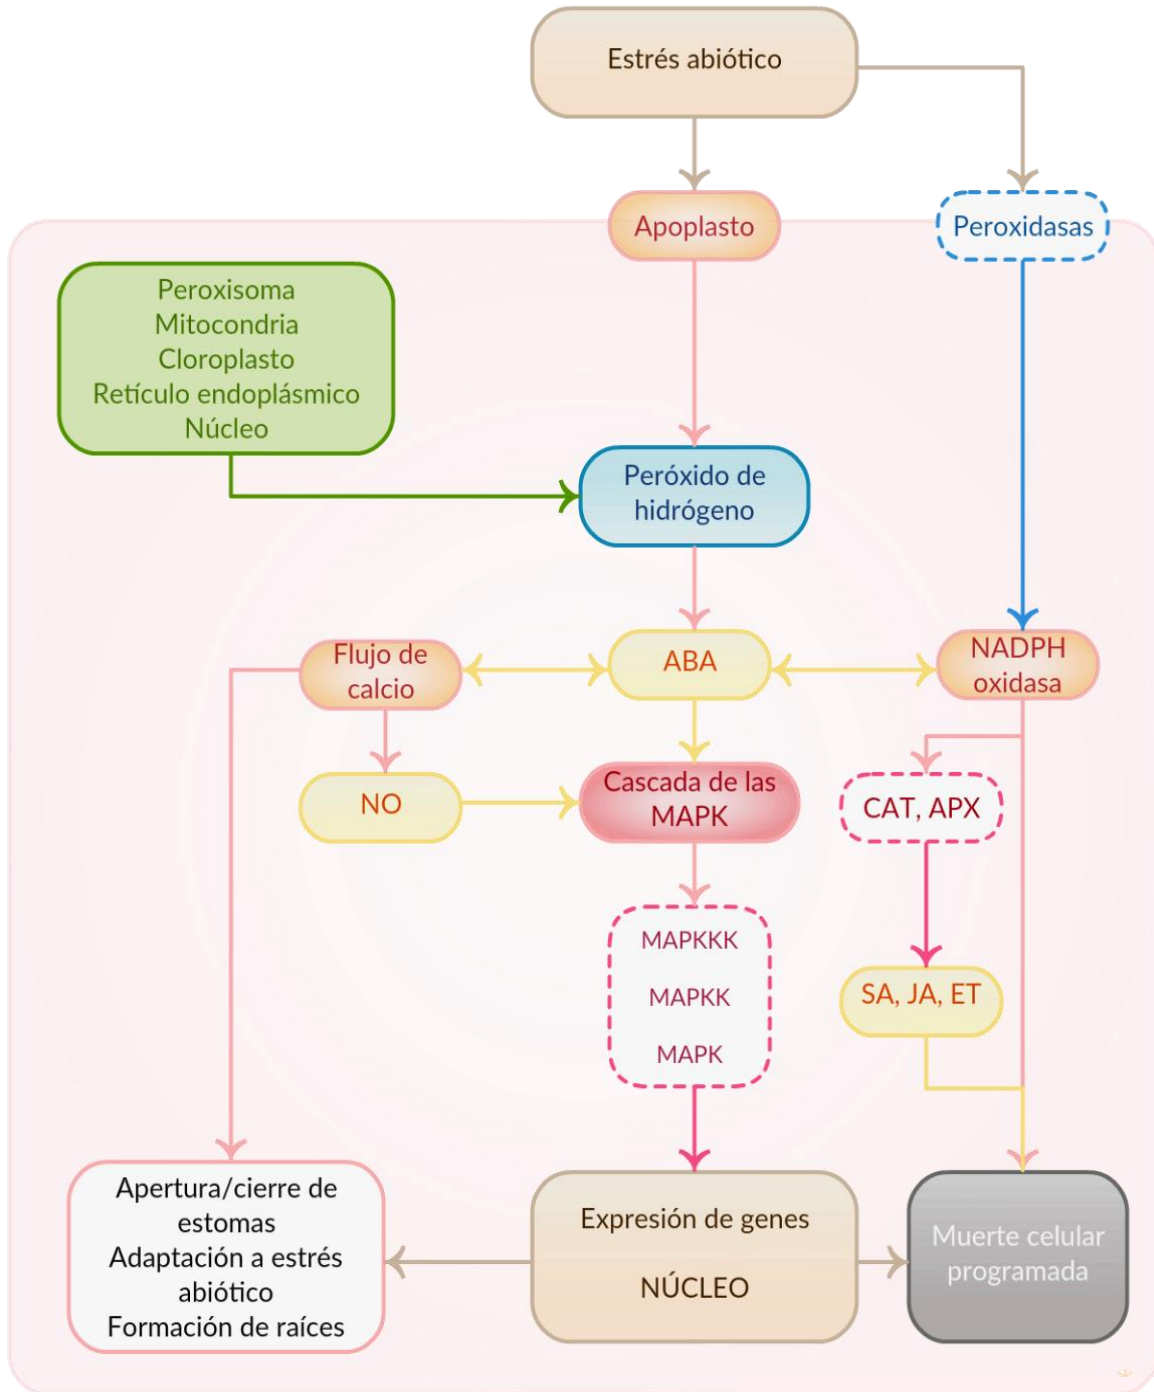 Estrés abiótico
Apoplasto
Peroxidasas
Peroxisoma
Mitocondria
Cloroplasto
Retículo endoplásmico
Núcleo
Peróxido de
hidrógeno
Flujo de
calcio
ABA
NADPH
oxidasa
NO
Cascada de las
MAPK
CAT, APX
MAPKKK
MAPKK
MAPK
SA, JA, ET
Apertura/cierre de
estomas
Adaptación a estrés
abiótico
Formación de raíces
Expresión de genes
NÚCLEO
Muerte celular
programada